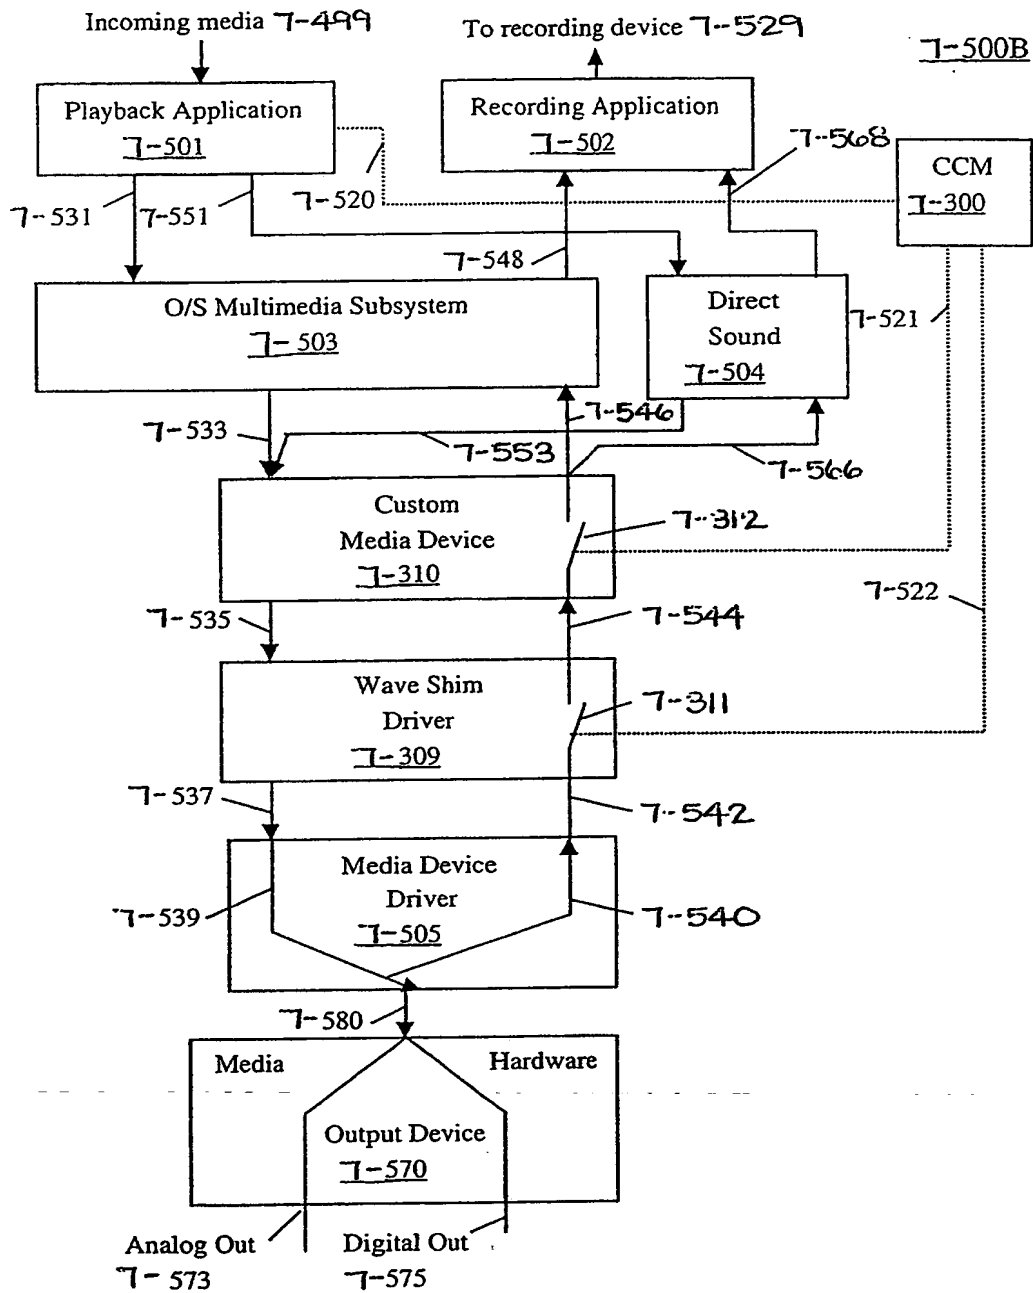 Incoming media 7-499
To recording device 7-529
7-500B
Playback Application
7-501
Recording Application
7-502
7-568
CCM
7-300
7-531
7-551
7-520
7-548
O/S Multimedia Subsystem
7-503
Direct
Sound
7-504
7-521
7-533
7-546
7-553
7-566
Custom
Media Device
7-310
7-312
7-522
7-535
7-544
Wave Shim
Driver
7-309
7-311
7-537
7-542
Media Device
Driver
7-505
7-539
7-540
7-580
Media
Hardware
Output Device
7-570
Analog Out
7-573
Digital Out
7-575